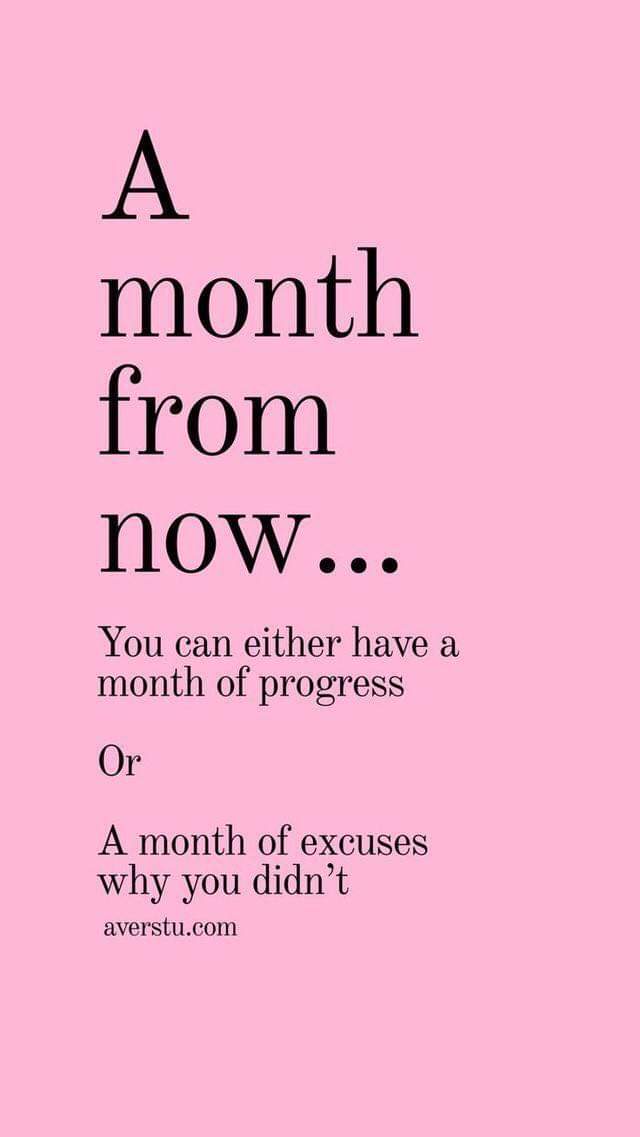 A
month
from
now...
You can either have a
month of progress
Or
A month of excuses
why you didn’t
averstu.com